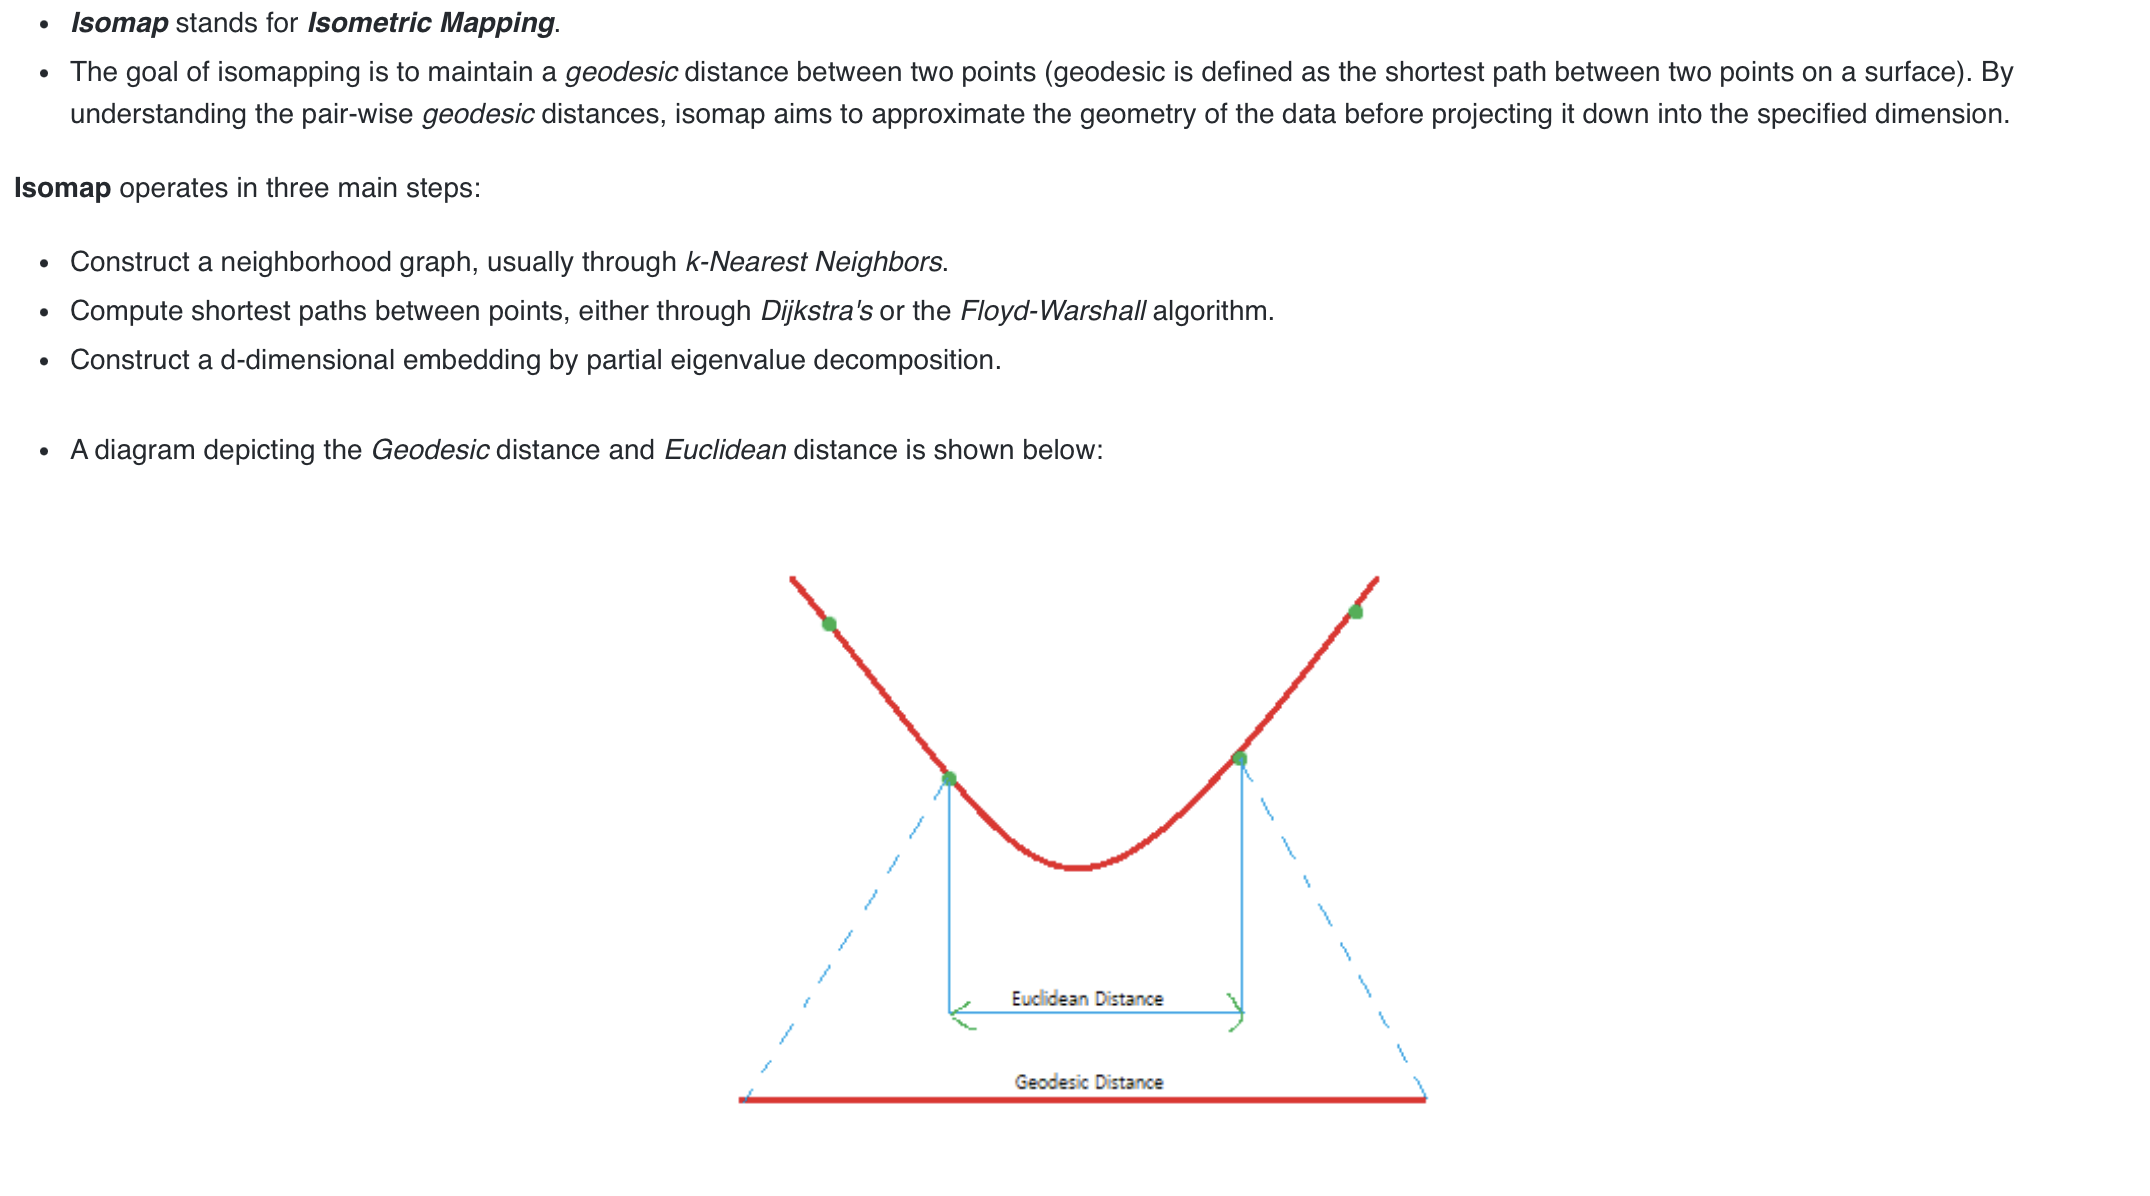 Isomap stands for Isometric Mapping.
The goal of isomapping is to maintain a geodesic distance between two points (geodesic is defined as the shortest path between two points on a surface). By
understanding the pair-wise geodesic distances, isomap aims to approximate the geometry of the data before projecting it down into the specified dimension.
Isomap operates in three main steps:
Construct a neighborhood graph, usually through k-Nearest Neighbors.
Compute shortest paths between points, either through Dijkstra's or the Floyd-Warshall algorithm.
Construct a d-dimensional embedding by partial eigenvalue decomposition.
A diagram depicting the Geodesic distance and Euclidean distance is shown below:
Euclidean Distance
Geodesic Distance